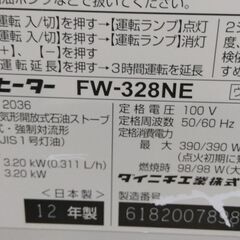 転 入/切]を押す→【運転ランプ】点灯
転 入/切]を押す→【運転ランプ】消灯
[+][−]を押す
運転延長]を押す→3時間運転を延長
ヒーター FW-328NE
2036
気形開放式石油ストーブ
式・強制対流形
JIS1号灯油)
3.20 kW(0.311 L/h)
3.20 kW
定格電圧 100 V
定格周波数 50/60 Hz
定格消費電力
最大 390/390 W
(点火初期に
燃焼時 98/98 W
<日本製>
12 年製
ダイニチ工業株式
製造番号